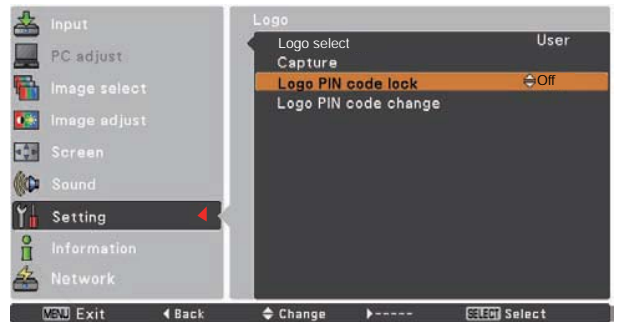 Input
PC adjust
Image select
Image adjust
Screen
Sound
Setting
Information
Network
Logo
Logo select User
Capture
Logo PIN code lock Off
Logo PIN code change
MENU Exit Back Change ----- SELECT Select